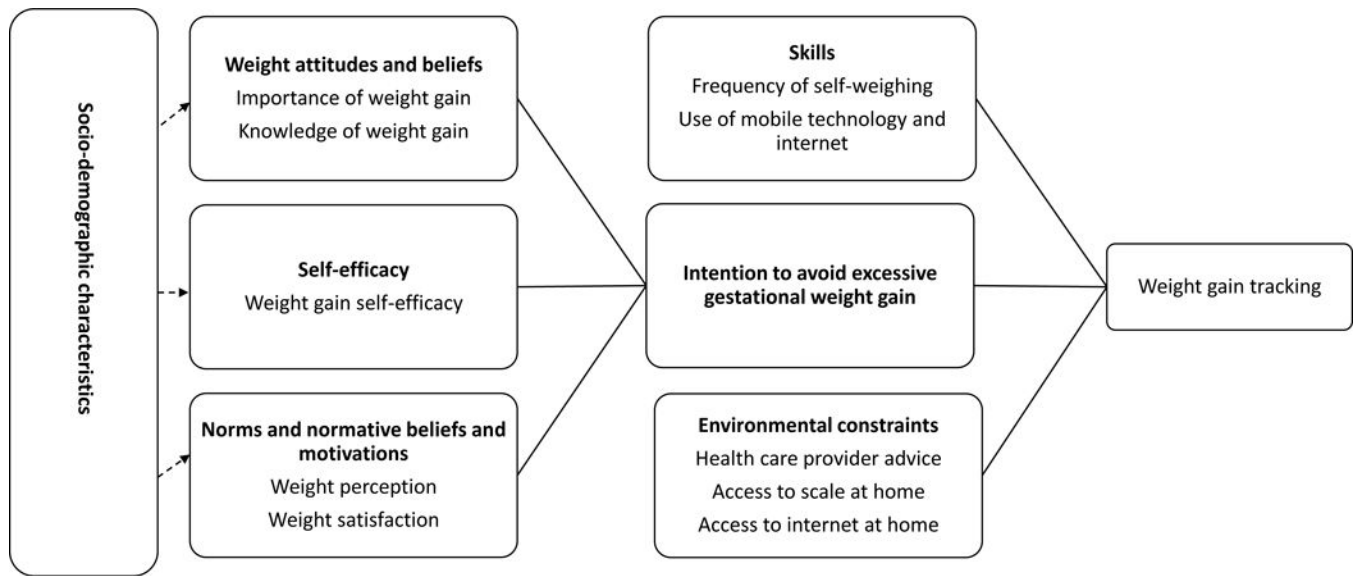 Socio-demographic characteristics
Weight attitudes and beliefs
Importance of weight gain
Knowledge of weight gain
Self-efficacy
Weight gain self-efficacy
Norms and normative beliefs and
motivations
Weight perception
Weight satisfaction
Skills
Frequency of self-weighing
Use of mobile technology and
internet
Intention to avoid excessive
gestational weight gain
Environmental constraints
Health care provider advice
Access to scale at home
Access to internet at home
Weight gain tracking